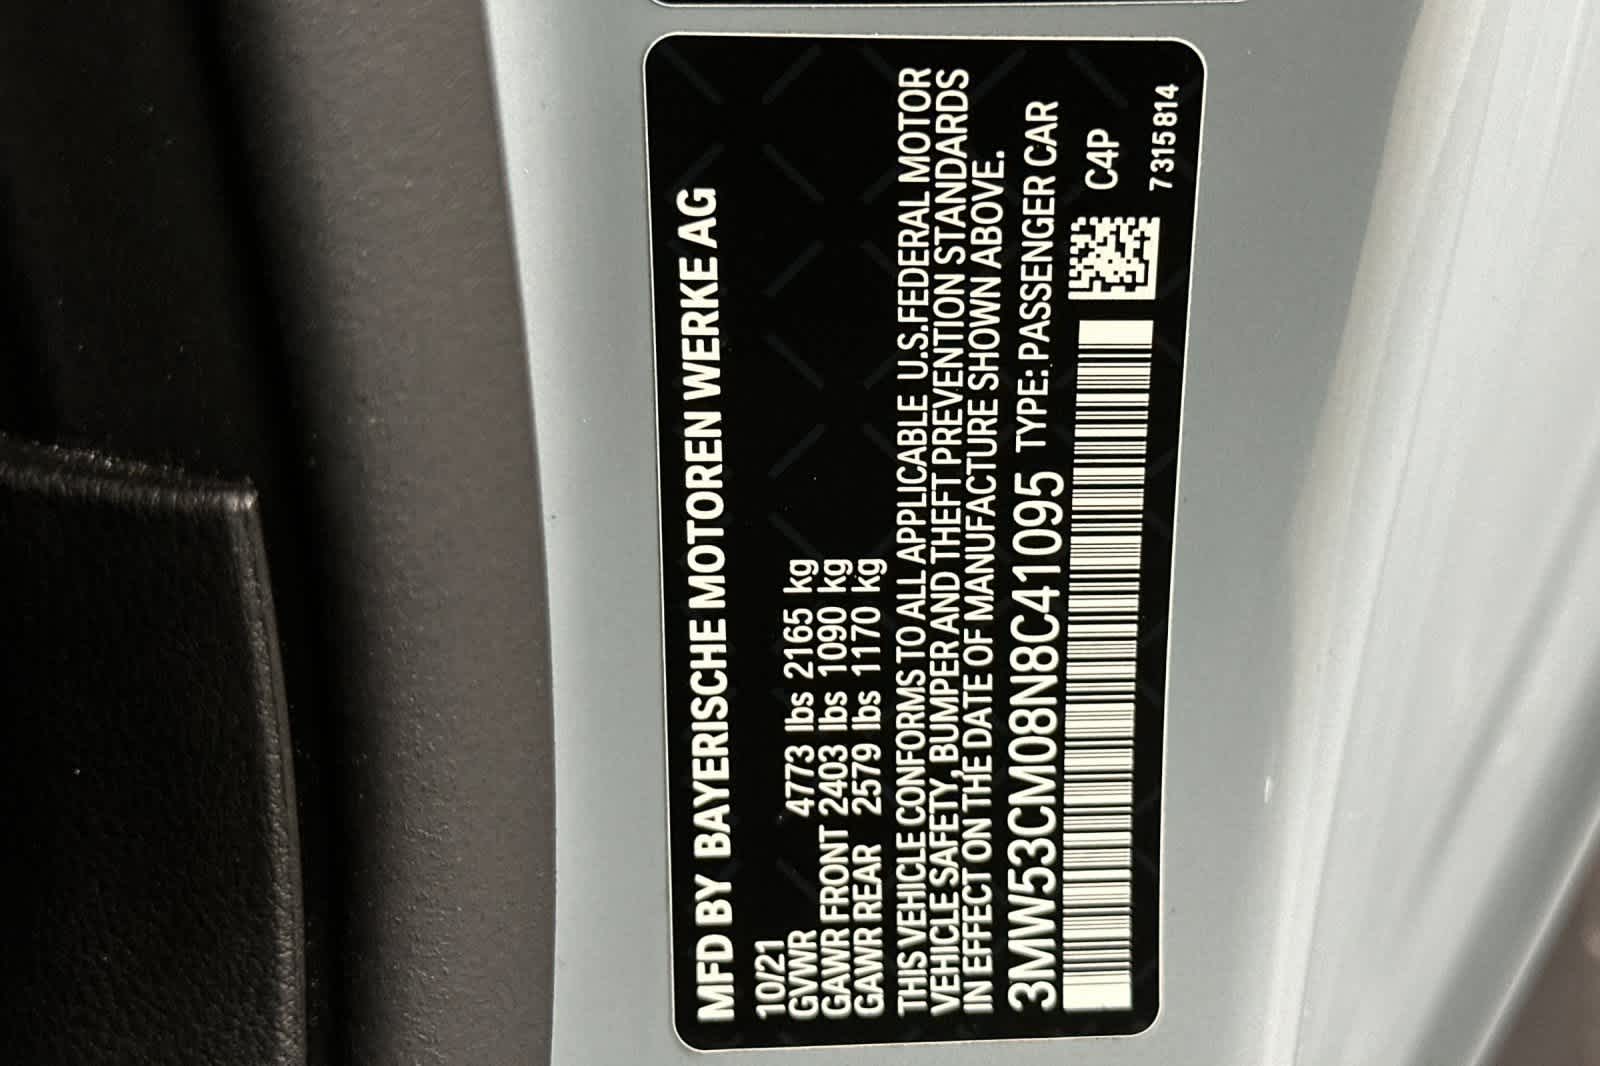 MFD BY BAYERISCHE MOTOREN WERKE AG
10/21
GVWR 4773 lbs 2165 kg
GAWR FRONT 2403 lbs 1090 kg
GAWR REAR 2579 lbs 1170 kg
THIS VEHICLE CONFORMS TO ALL APPLICABLE U.S.FEDERAL MOTOR
VEHICLE SAFETY, BUMPER AND THEFT PREVENTION STANDARDS
IN EFFECT ON THE DATE OF MANUFACTURE SHOWN ABOVE.
3MW53CM08N8C41095 TYPE: PASSENGER CAR
C4P
7315814